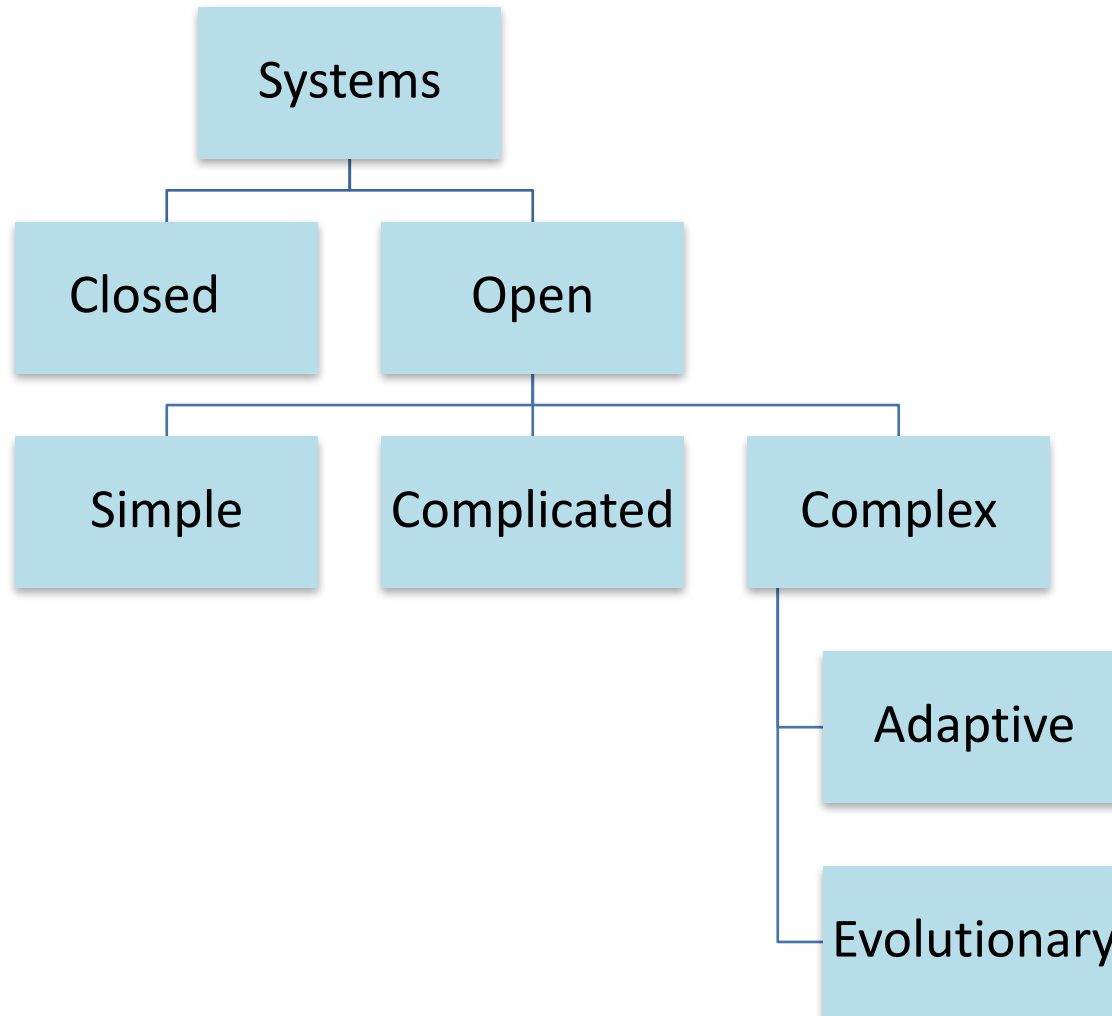 Systems
Closed
Open
Simple
Complicated
Complex
Adaptive
Evolutionary